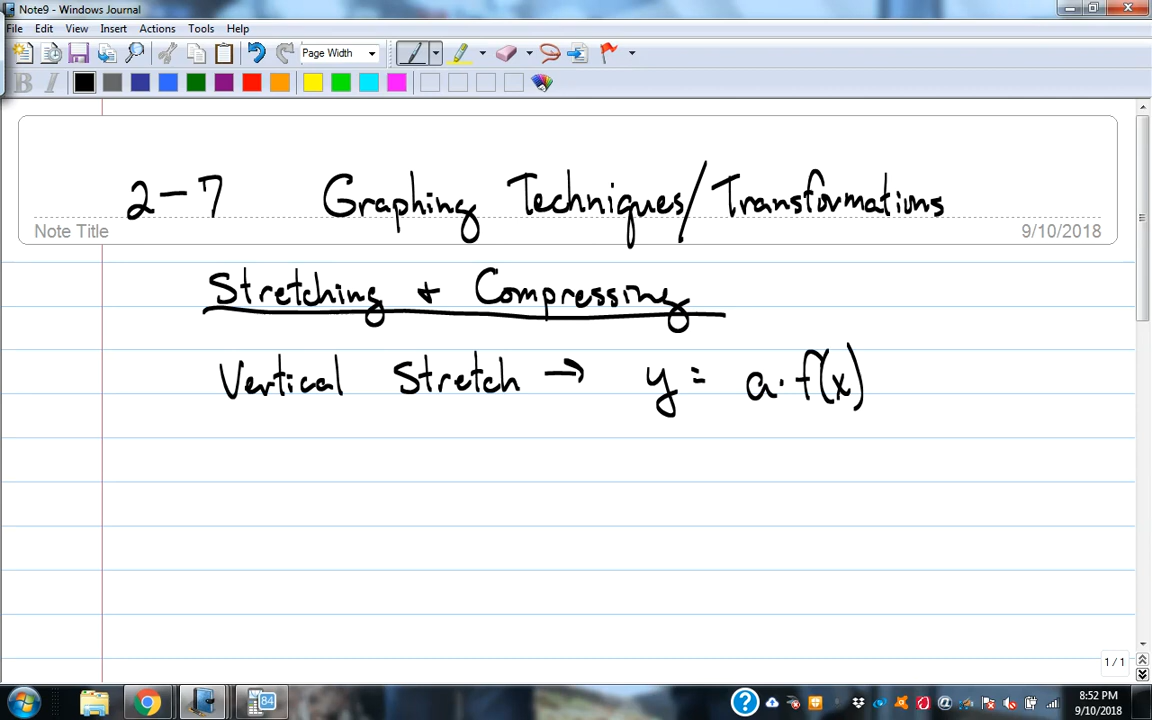 Note9 - Windows Journal
File Edit View Insert Actions Tools Help
Page Width
B I
2-7 Graphing Techniques/Transformations
Note Title 9/10/2018
Stretching + Compressing
Vertical Stretch → y = a·f(x)
1 / 1
84
8:52 PM
9/10/2018